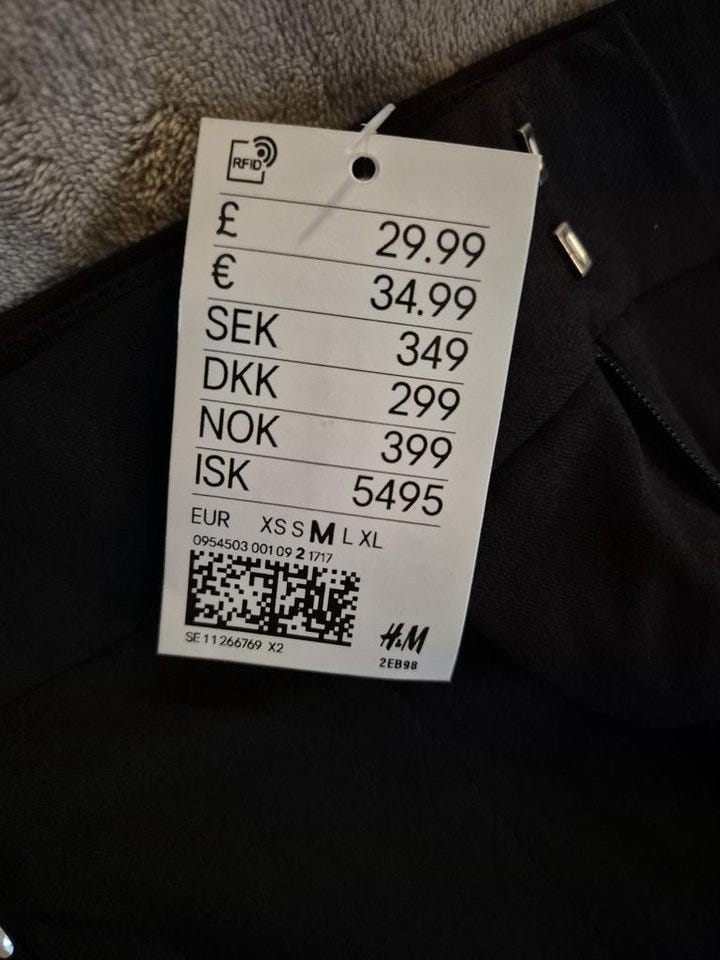 RFID
£ 29.99
€ 34.99
SEK 349
DKK 299
NOK 399
ISK 5495
EUR XS S M L XL
0954503 001 09 2 1717
SE 11266769 X2
H&M
2EB98